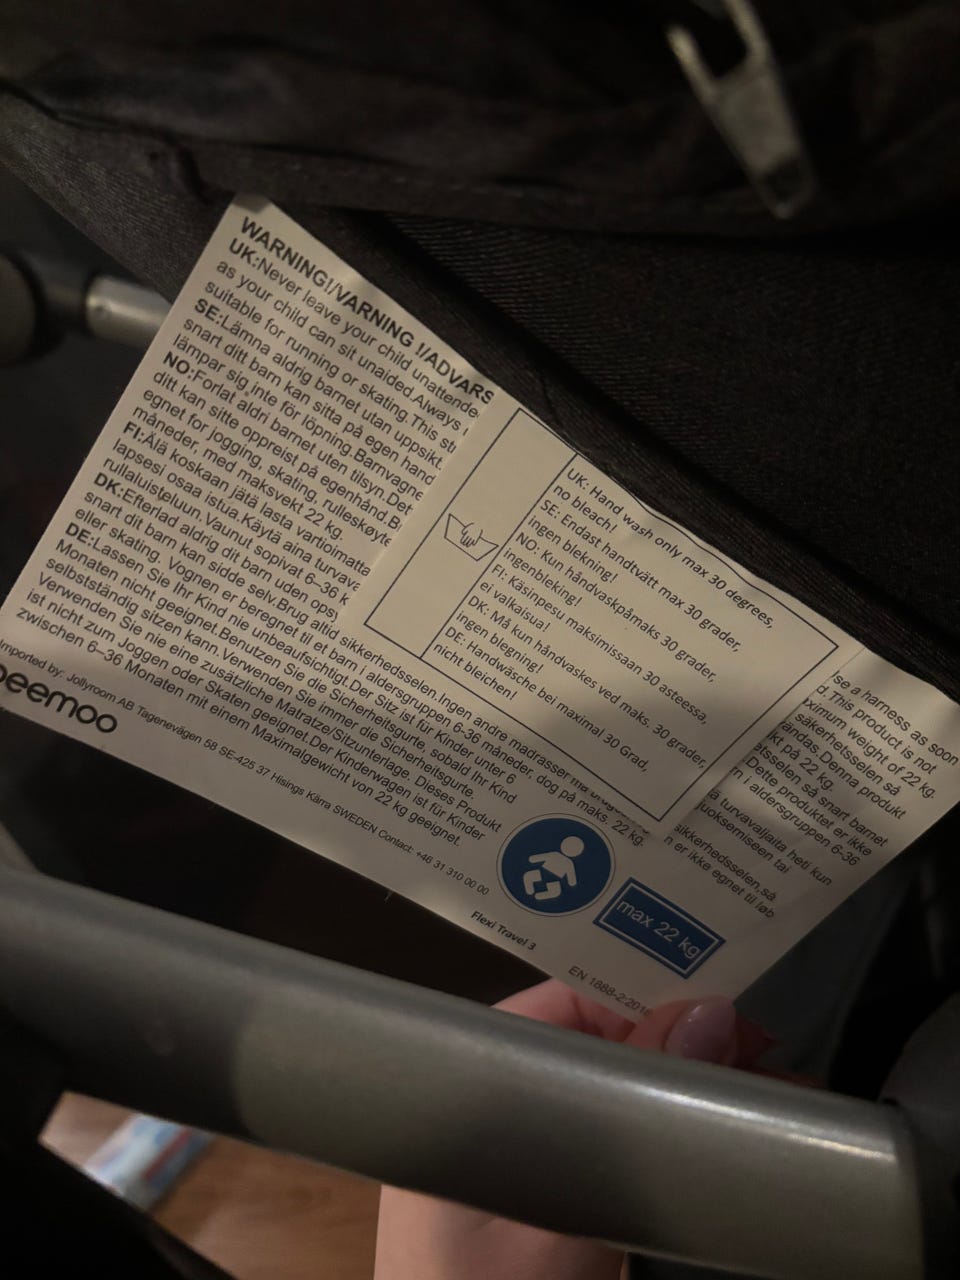 WARNING!/VARNING !/ADVARS
UK:Never leave your child unattende
as your child can sit unaided.Always
suitable for running or skating.This
SE:Lämna aldrig barnet utan uppsikt.
snart ditt barn kan sitta på egen hand
lämpar sig inte för löpning.Barnvagne
NO:Forlat aldri barnet uten tilsyn.Det
ditt kan sitte oppreist på egenhånd.B
egnet for jogging, skating, rulleskøyte
måneder, med maksvekt 22 kg.
FI:Älä koskaan jätä lasta vartioimatta
lapsesi osaa istua.Käytä aina turvava
rullaluisteluun.Vaunut sopivat 6–36 k
DK:Efterlad aldrig dit barn uden ops
snart dit barn kan sidde selv.Brug altid sikkerhedsselen.Ingen andre madrasser
eller skating. Vognen er beregnet til et barn i aldersgruppen 6-36 måneder, dog på maks. 22 kg.
DE:Lassen Sie Ihr Kind nie unbeaufsichtigt.Der Sitz ist für Kinder unter 6
Monaten nicht geeignet.Benutzen Sie die Sicherheitsgurte, sobald Ihr Kind
selbstständig sitzen kann.Verwenden Sie immer die Sicherheitsgurte.
Verwenden Sie nie eine zusätzliche Matratze/Sitzunterlage. Dieses Produkt
ist nicht zum Joggen oder Skaten geeignet.Der Kinderwagen ist für Kinder
zwischen 6–36 Monaten mit einem Maximalgewicht von 22 kg geeignet.
UK: Hand wash only max 30 degrees,
no bleach!
SE: Endast handtvätt max 30 grader,
ingen blekning!
NO: Kun håndvaskpåmaks 30 grader,
ingenbleking!
FI: Käsinpesu maksimissaan 30 asteessa,
ei valkaisua!
DK: Må kun håndvaskes ved maks. 30 grader,
ingen blegning!
DE: Handwäsche bei maximal 30 Grad,
nicht bleichen!
se a harness as soon
d. This product is not
ximum weight of 22 kg.
säkerhetsselen så
ändas.Denna produkt
kt på 22 kg.
etsselen så snart barnet
.Dette produktet er ikke
rn i aldersgruppen 6-36
ä turvavaljaita heti kun
luoksemiseen tai
sikkerhedsselen,så
n er ikke egnet til løb
beemoo
Imported by: Jollyroom AB Tagenevägen 58 SE-425 37 Hisings Kärra SWEDEN Contact: +46 31 310 00 00
Flexi Travel 3
max 22 kg
EN 1888-2:201